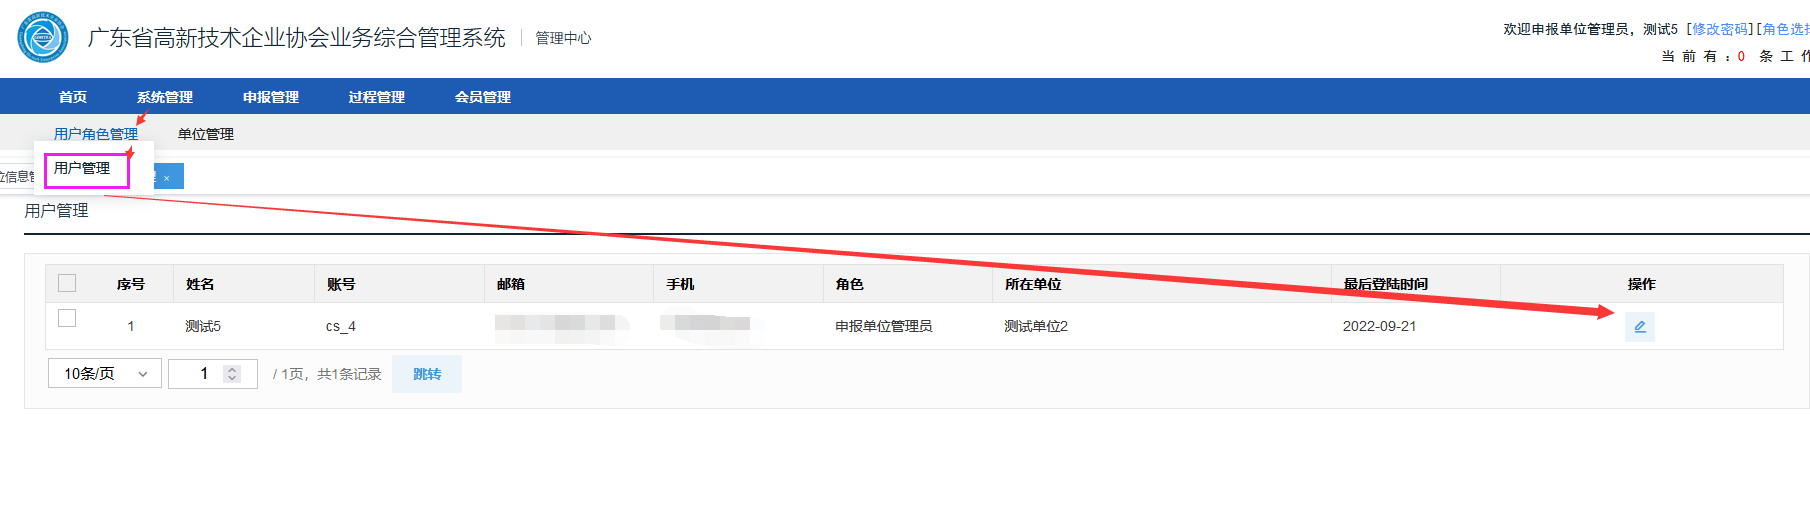 广东省高新技术企业协会业务综合管理系统 管理中心
欢迎申报单位管理员，测试5 [修改密码][角色选择
当 前 有 ：0 条 工 作
首页 系统管理 申报管理 过程管理 会员管理
用户角色管理 单位管理
用户管理
位信息管 理 ×
用户管理
序号 姓名 账号 邮箱 手机 角色 所在单位 最后登陆时间 操作
1 测试5 cs_4 申报单位管理员 测试单位2 2022-09-21
10条/页 1 / 1页，共1条记录 跳转